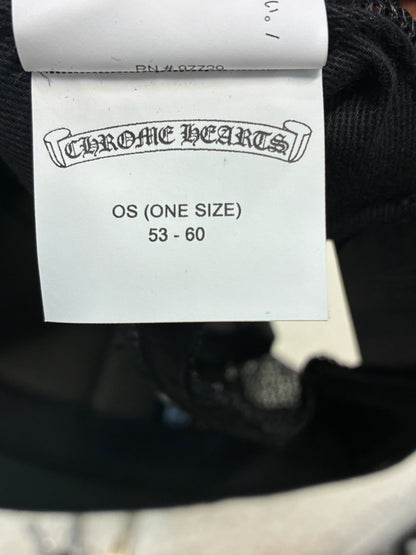 CHROME HEARTS
OS (ONE SIZE)
53 - 60